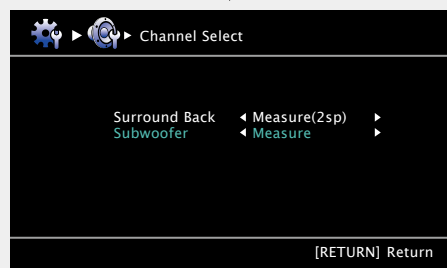 Channel Select
Surround Back Measure(2sp)
Subwoofer Measure
[RETURN] Return